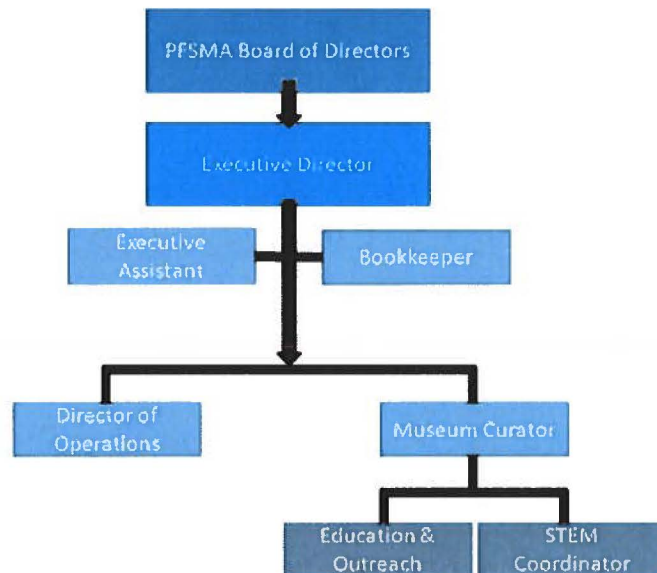 PFSMA Board of Directors
Executive Director
Executive
Assistant
Bookkeeper
Director of
Operations
Museum Curator
Education &
Outreach
STEM
Coordinator